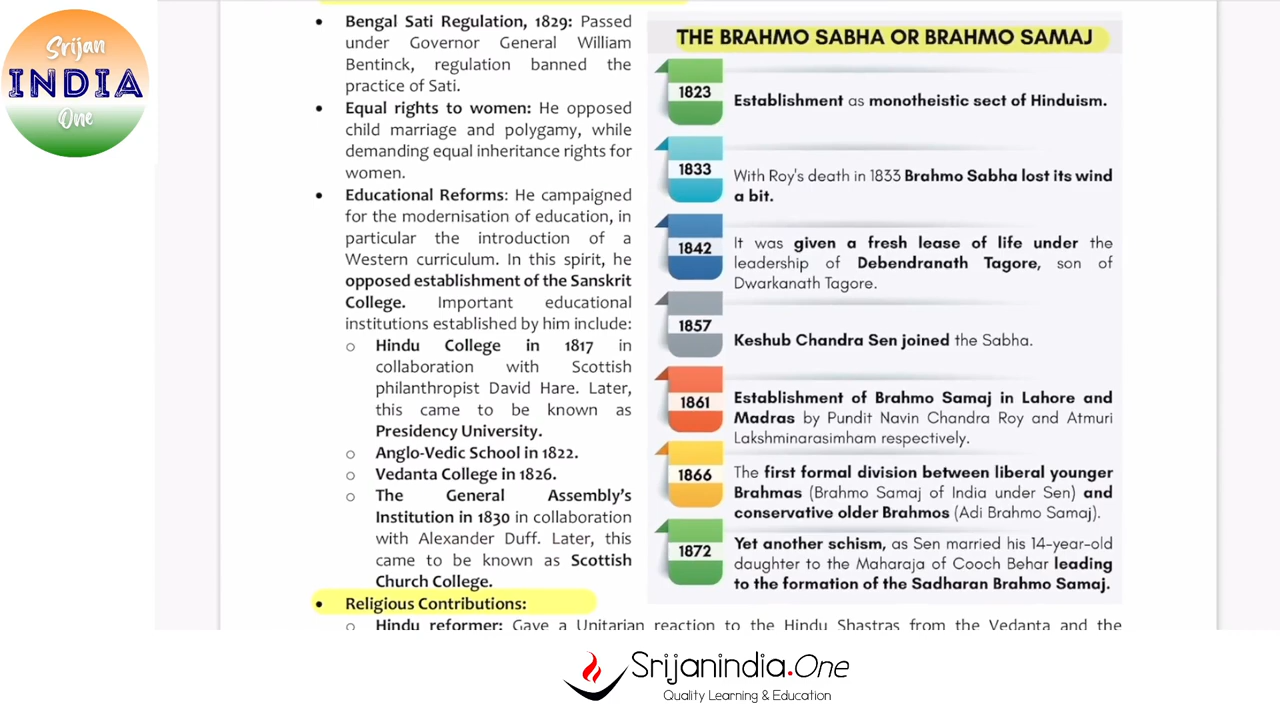 Srijan
INDIA
One
Bengal Sati Regulation, 1829: Passed
under Governor General William
Bentinck, regulation banned the
practice of Sati.
Equal rights to women: He opposed
child marriage and polygamy, while
demanding equal inheritance rights for
women.
Educational Reforms: He campaigned
for the modernisation of education, in
particular the introduction of a
Western curriculum. In this spirit, he
opposed establishment of the Sanskrit
College. Important educational
institutions established by him include:
Hindu College in 1817 in
collaboration with Scottish
philanthropist David Hare. Later,
this came to be known as
Presidency University.
Anglo-Vedic School in 1822.
Vedanta College in 1826.
The General Assembly's
Institution in 1830 in collaboration
with Alexander Duff. Later, this
came to be known as Scottish
Church College.
Religious Contributions:
Hindu reformer: Gave a Unitarian reaction to the Hindu Shastras from the Vedanta and the
THE BRAHMO SABHA OR BRAHMO SAMAJ
1823
Establishment as monotheistic sect of Hinduism.
1833
With Roy's death in 1833 Brahmo Sabha lost its wind
a bit.
1842
It was given a fresh lease of life under the
leadership of Debendranath Tagore, son of
Dwarkanath Tagore.
1857
Keshub Chandra Sen joined the Sabha.
1861
Establishment of Brahmo Samaj in Lahore and
Madras by Pundit Navin Chandra Roy and Atmuri
Lakshminarasimham respectively.
1866
The first formal division between liberal younger
Brahmas (Brahmo Samaj of India under Sen) and
conservative older Brahmos (Adi Brahmo Samaj).
1872
Yet another schism, as Sen married his 14-year-old
daughter to the Maharaja of Cooch Behar leading
to the formation of the Sadharan Brahmo Samaj.
Srijanindia.One
Quality Learning & Education